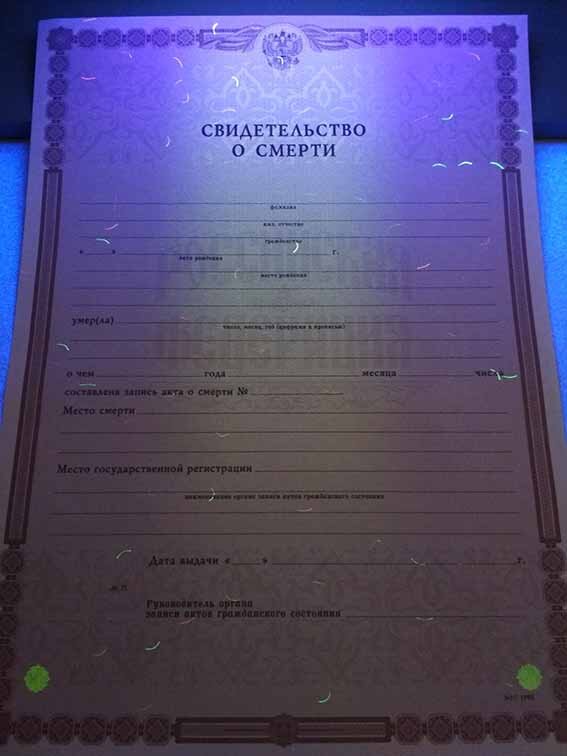 СВИДЕТЕЛЬСТВО
О СМЕРТИ
фамилия
имя, отчество
гражданство
« » г.
дата рождения
место рождения
умер(ла)
число, месяц, год (цифрами и прописью)
о чем года месяца числа
составлена запись акта о смерти №
Место смерти
Место государственной регистрации
наименование органа записи актов гражданского состояния
Дата выдачи « » г.
Руководитель органа
записи актов гражданского состояния